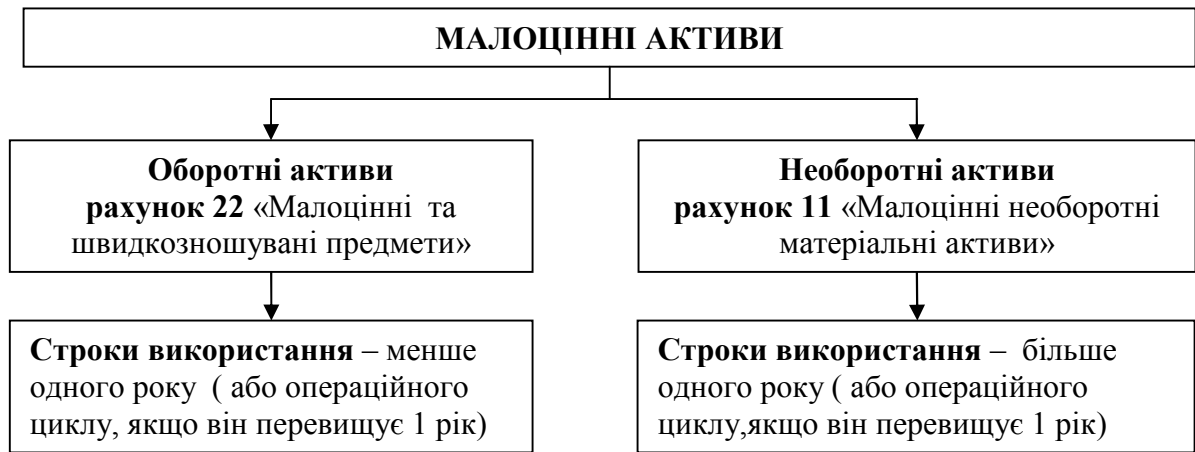 МАЛОЦІННІ АКТИВИ
Оборотні активи
рахунок 22 «Малоцінні та
швидкозношувані предмети»
Необоротні активи
рахунок 11 «Малоцінні необоротні
матеріальні активи»
Строки використання – менше
одного року ( або операційного
циклу, якщо він перевищує 1 рік)
Строки використання – більше
одного року ( або операційного
циклу,якщо він перевищує 1 рік)